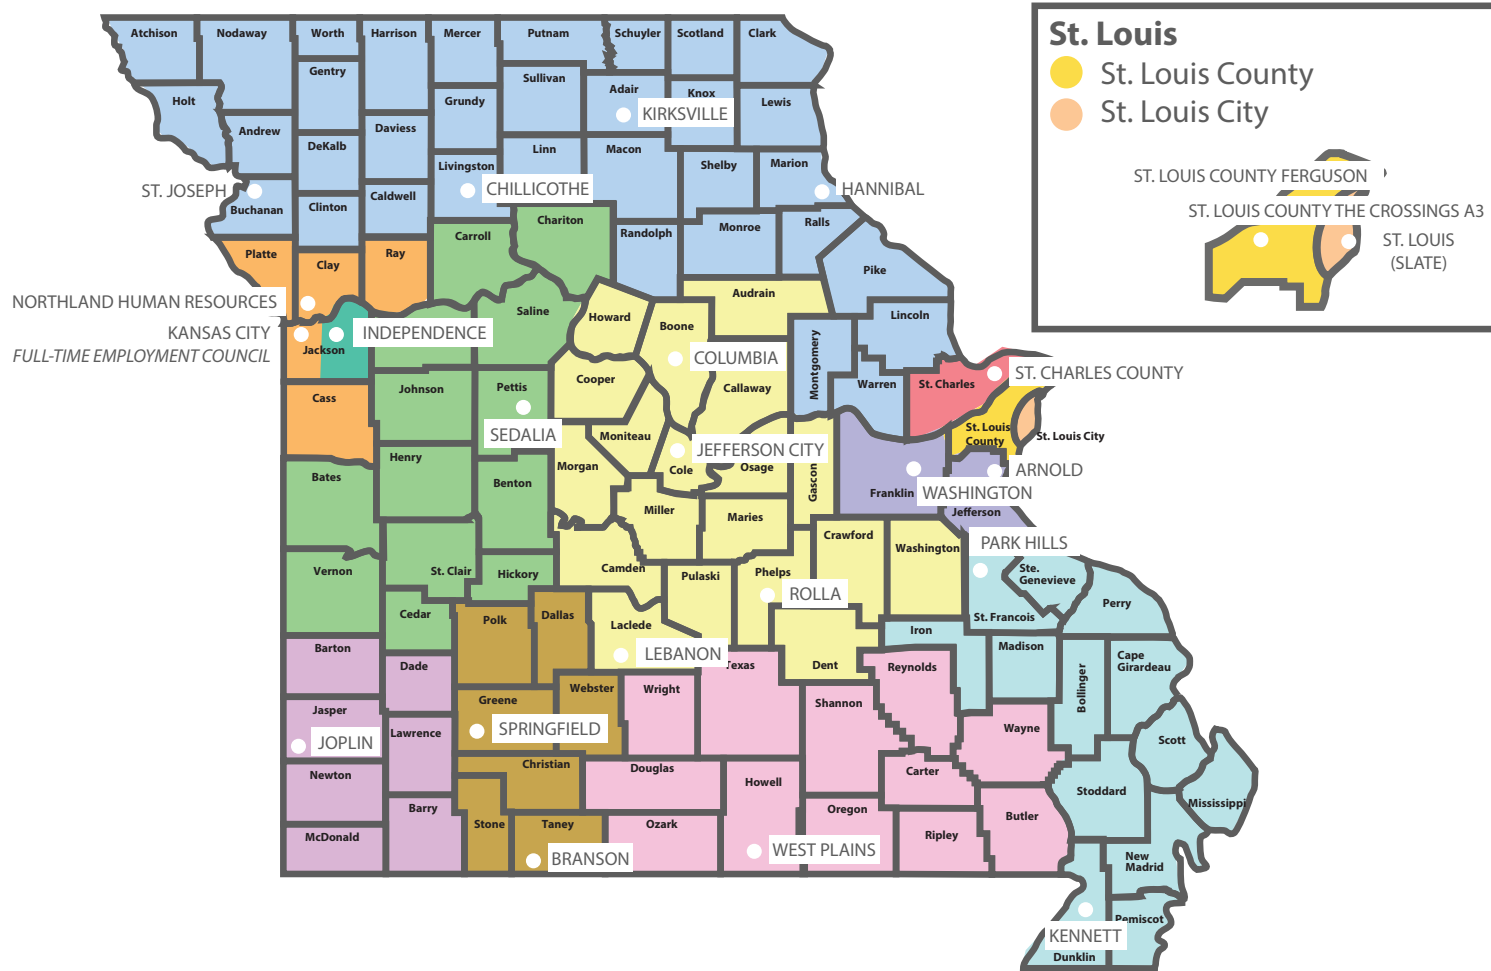 Atchison
Nodaway
Worth
Harrison
Mercer
Putnam
Schuyler
Scotland
Clark
Gentry
Sullivan
Adair
Knox
Lewis
Holt
Grundy
KIRKSVILLE
Andrew
Daviess
DeKalb
Linn
Macon
Shelby
Marion
Livingston
ST. JOSEPH
CHILLICOTHE
HANNIBAL
Buchanan
Clinton
Caldwell
Chariton
Carroll
Randolph
Monroe
Ralls
Platte
Clay
Ray
Pike
Audrain
NORTHLAND HUMAN RESOURCES
Saline
Howard
Boone
Lincoln
KANSAS CITY
FULL-TIME EMPLOYMENT COUNCIL
INDEPENDENCE
Jackson
COLUMBIA
Montgomery
Warren
St. Charles
ST. CHARLES COUNTY
Cass
Johnson
Pettis
Cooper
Callaway
SEDALIA
Moniteau
JEFFERSON CITY
St. Louis
County
St. Louis City
Henry
Morgan
Cole
Osage
Gascon
Franklin
WASHINGTON
ARNOLD
Jefferson
Bates
Benton
Miller
Maries
Crawford
Washington
PARK HILLS
Vernon
St. Clair
Hickory
Camden
Pulaski
Phelps
ROLLA
Ste.
Genevieve
St. Francois
Perry
Cedar
Polk
Dallas
Laclede
LEBANON
Iron
Madison
Barton
Dade
Texas
Dent
Reynolds
Bollinger
Cape
Girardeau
Greene
Webster
Wright
Shannon
Jasper
JOPLIN
Lawrence
SPRINGFIELD
Wayne
Scott
Newton
Christian
Douglas
Howell
Carter
Stoddard
Mississippi
Barry
McDonald
Stone
Taney
BRANSON
Ozark
WEST PLAINS
Oregon
Ripley
Butler
New
Madrid
Pemiscot
KENNETT
Dunklin
St. Louis
St. Louis County
St. Louis City
ST. LOUIS COUNTY FERGUSON
ST. LOUIS COUNTY THE CROSSINGS A3
ST. LOUIS
(SLATE)